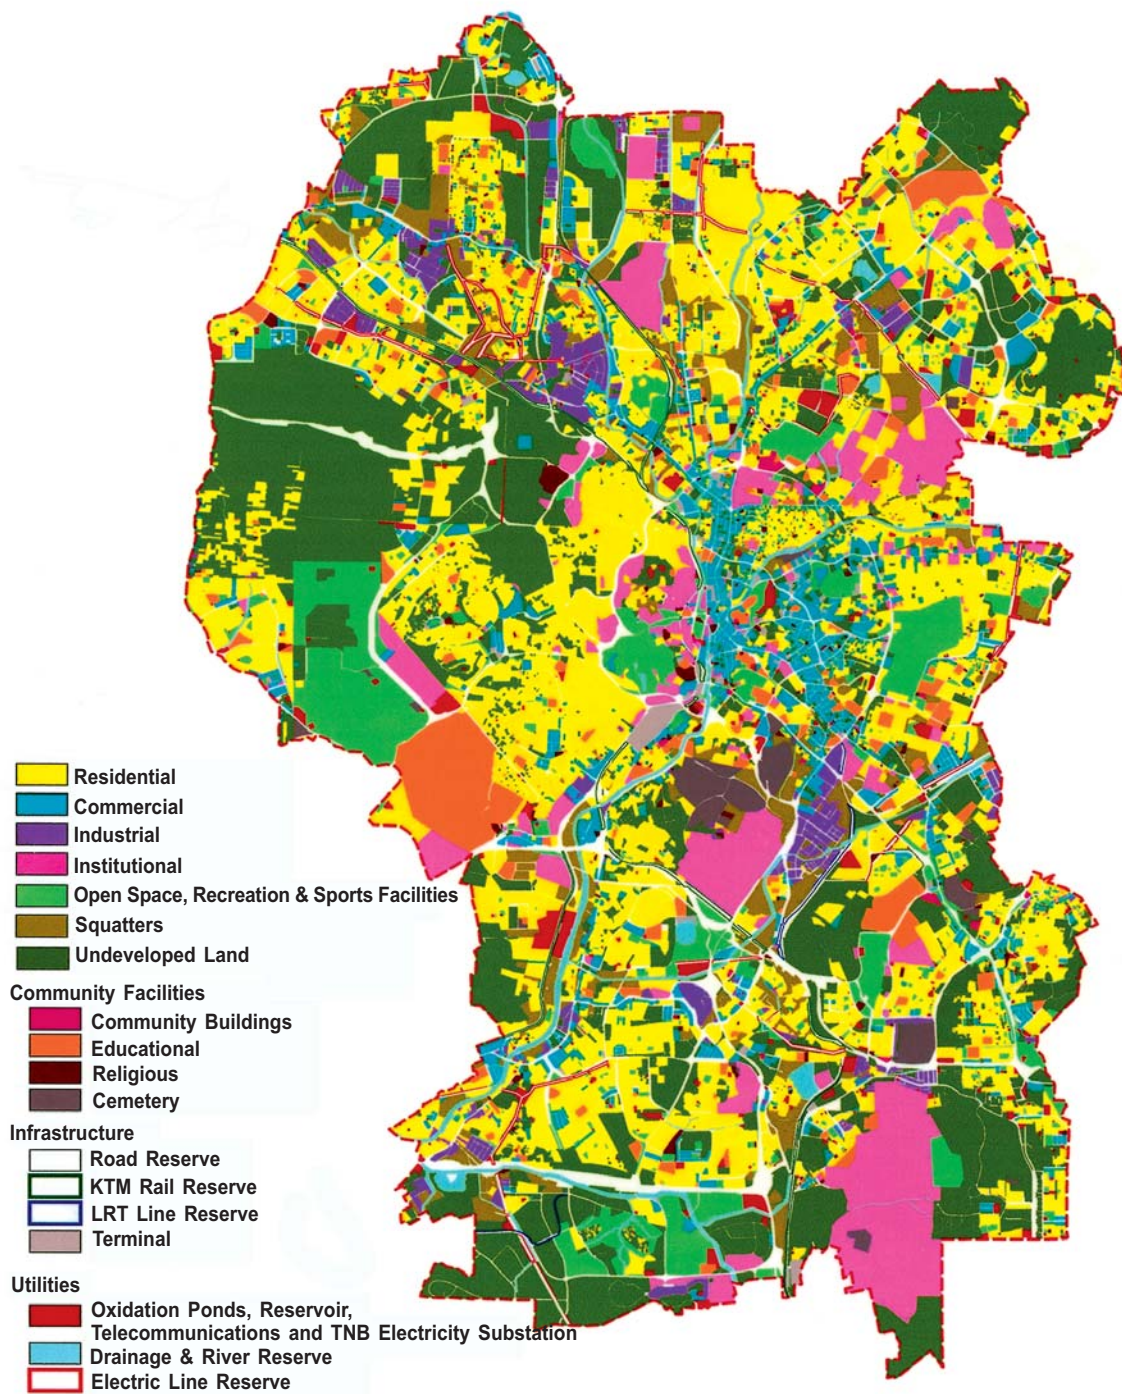 Residential
Commercial
Industrial
Institutional
Open Space, Recreation & Sports Facilities
Squatters
Undeveloped Land
Community Facilities
Community Buildings
Educational
Religious
Cemetery
Infrastructure
Road Reserve
KTM Rail Reserve
LRT Line Reserve
Terminal
Utilities
Oxidation Ponds, Reservoir,
Telecommunications and TNB Electricity Substation
Drainage & River Reserve
Electric Line Reserve